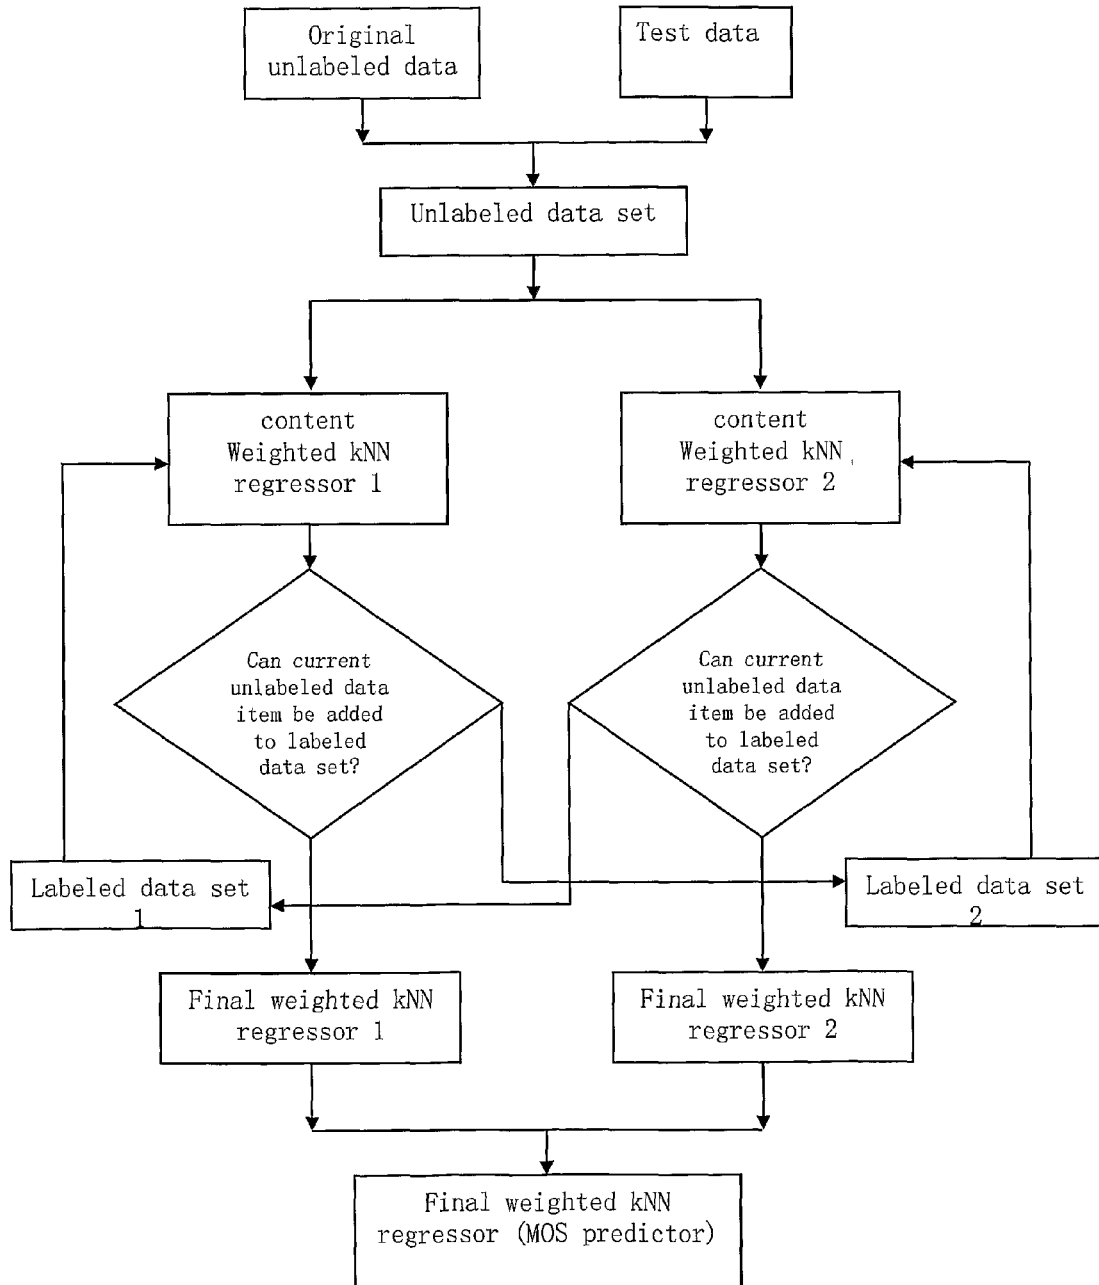 Original
unlabeled data
Test data
Unlabeled data set
content
Weighted kNN
regressor 1
content
Weighted kNN
regressor 2
Can current
unlabeled data
item be added
to labeled
data set?
Can current
unlabeled data
item be added
to labeled
data set?
Labeled data set
1
Labeled data set
2
Final weighted kNN
regressor 1
Final weighted kNN
regressor 2
Final weighted kNN
regressor (MOS predictor)